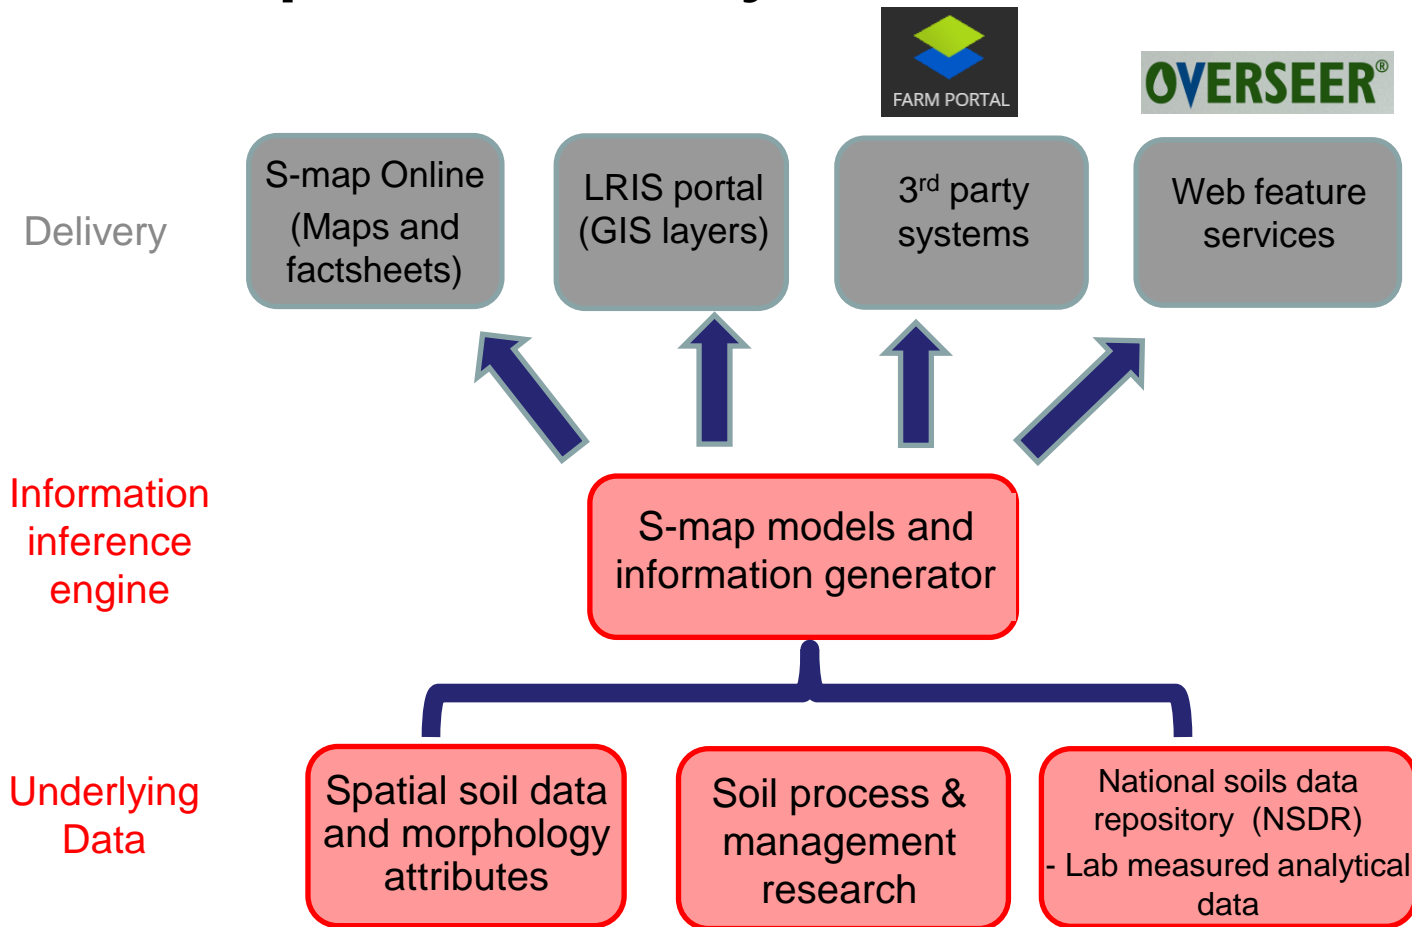 FARM PORTAL
OVERSEER®
S-map Online
(Maps and
factsheets)
LRIS portal
(GIS layers)
3rd party
systems
Web feature
services
Delivery
Information
inference
engine
S-map models and
information generator
Underlying
Data
Spatial soil data
and morphology
attributes
Soil process &
management
research
National soils data
repository (NSDR)
- Lab measured analytical
data